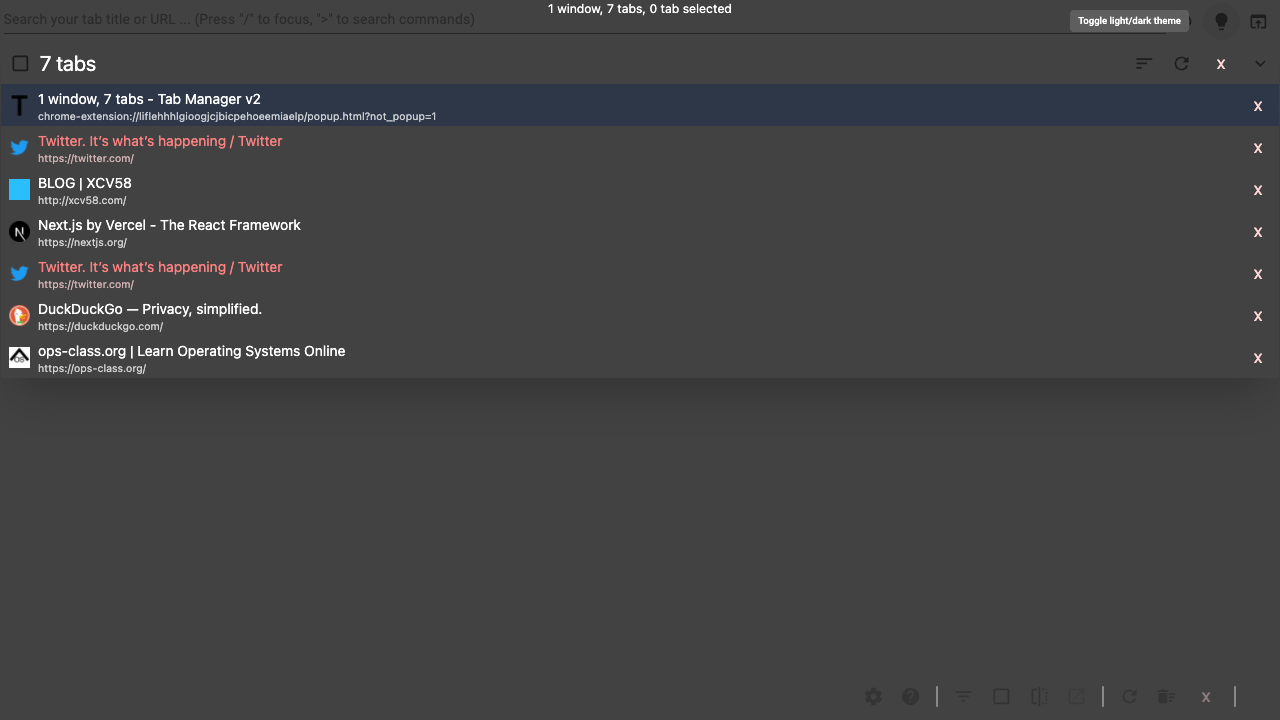 1 window, 7 tabs, 0 tab selected
Search your tab title or URL ... (Press "/" to focus, ">" to search commands)
Toggle light/dark theme
7 tabs
x
T
1 window, 7 tabs - Tab Manager v2
x
chrome-extension://liflehhhlgioogjcjbicpehoeemiaelp/popup.html?not_popup=1
Twitter. It's what's happening / Twitter
x
https://twitter.com/
BLOG | XCV58
x
http://xcv58.com/
N
Next.js by Vercel - The React Framework
x
https://nextjs.org/
Twitter. It's what's happening / Twitter
x
https://twitter.com/
DuckDuckGo — Privacy, simplified.
x
https://duckduckgo.com/
OS
ops-class.org | Learn Operating Systems Online
x
https://ops-class.org/
?
x